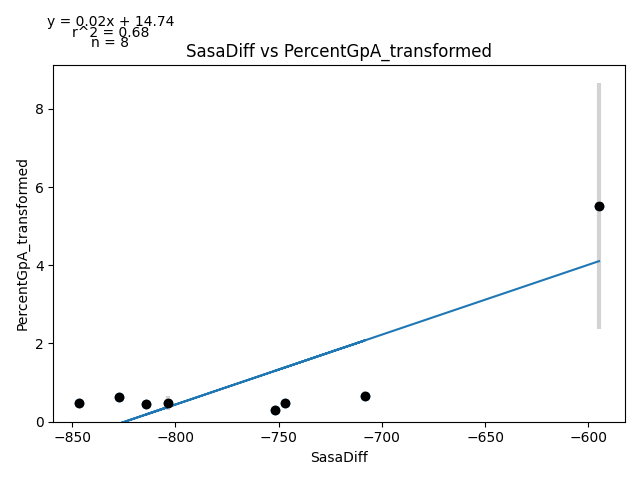 y = 0.02x + 14.74
r^2 = 0.68
n = 8
SasaDiff vs PercentGpA_transformed
PercentGpA_transformed
8
6
4
2
0
−850
−800
−750
−700
−650
−600
SasaDiff